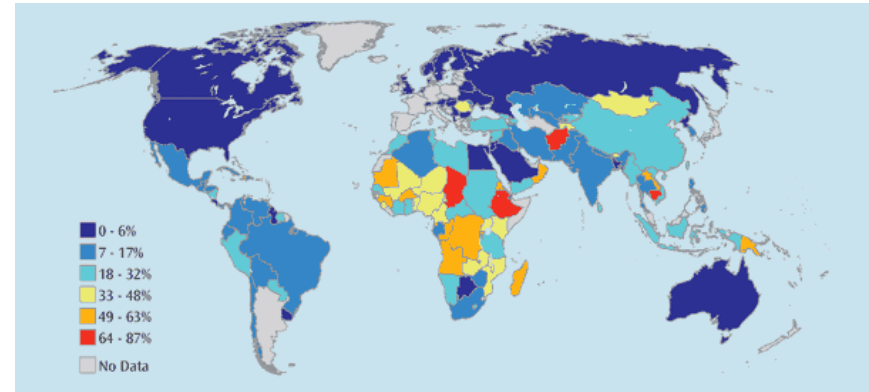 0 - 6%
7 - 17%
18 - 32%
33 - 48%
49 - 63%
64 - 87%
No Data